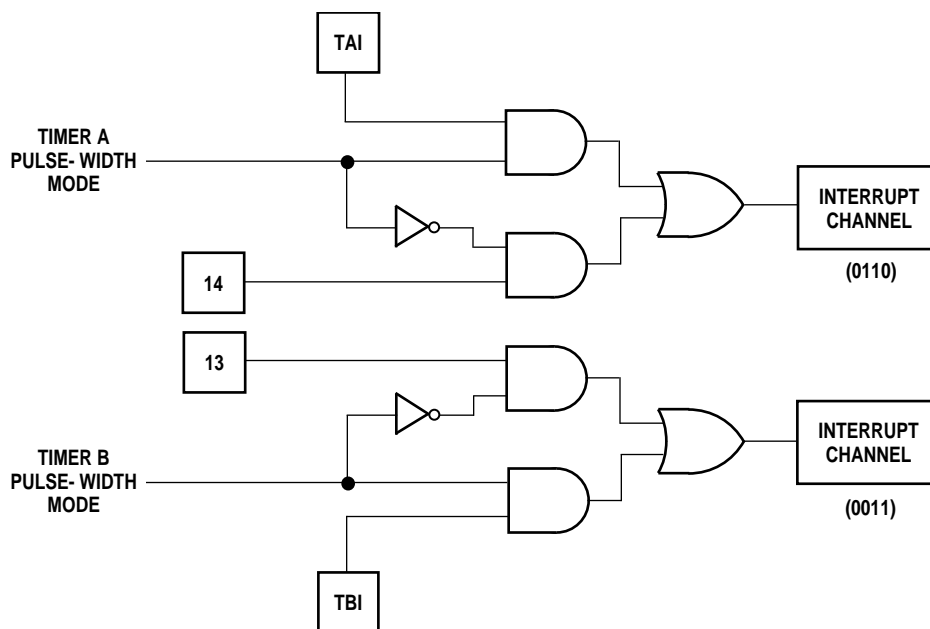 TAI
TIMER A
PULSE- WIDTH
MODE
INTERRUPT
CHANNEL
(0110)
14
13
INTERRUPT
CHANNEL
(0011)
TIMER B
PULSE- WIDTH
MODE
TBI